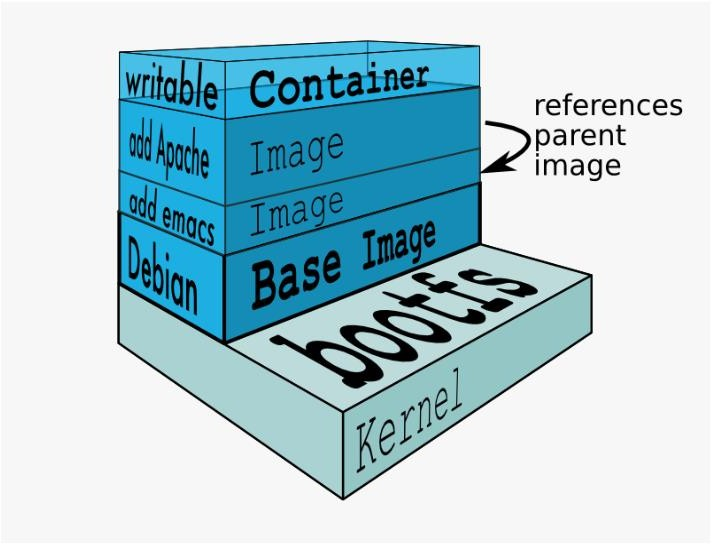 writable Container
references
parent
image
add Apache Image
add emacs Image
Debian Base Image
bootfs
Kernel